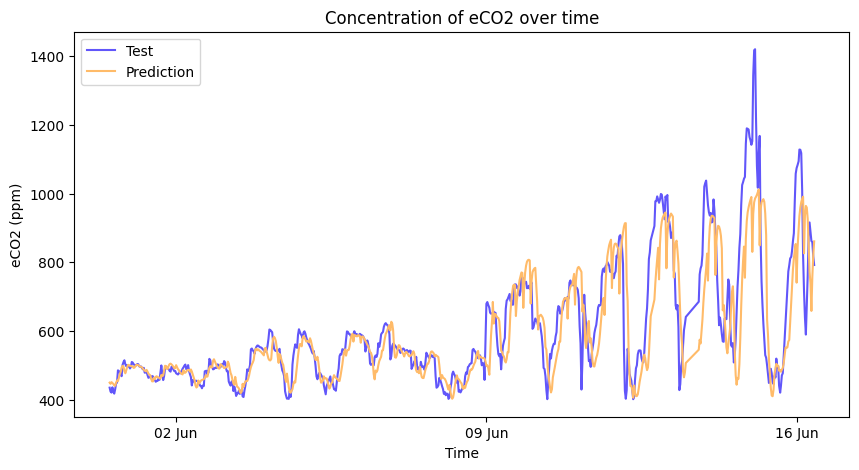 Concentration of eCO2 over time
Test
Prediction
eCO2 (ppm)
1400
1200
1000
800
600
400
02 Jun
09 Jun
16 Jun
Time